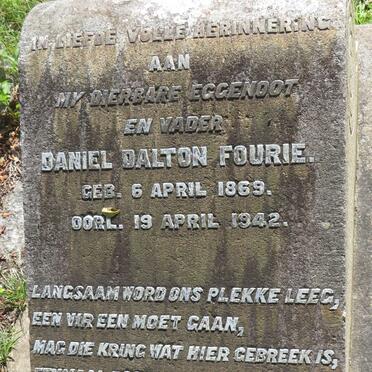 IN LIEFDE VOLLE HERINNERING
AAN
MY DIERBARE EGGENOOT
EN VADER
DANIEL DALTON FOURIE.
GEB. 6 APRIL 1869.
OORL. 19 APRIL 1942.
LANGSAAM WORD ONS PLEKKE LEEG,
EEN VIR EEN MOET GAAN,
MAG DIE KRING WAT HIER GEBREEK IS,